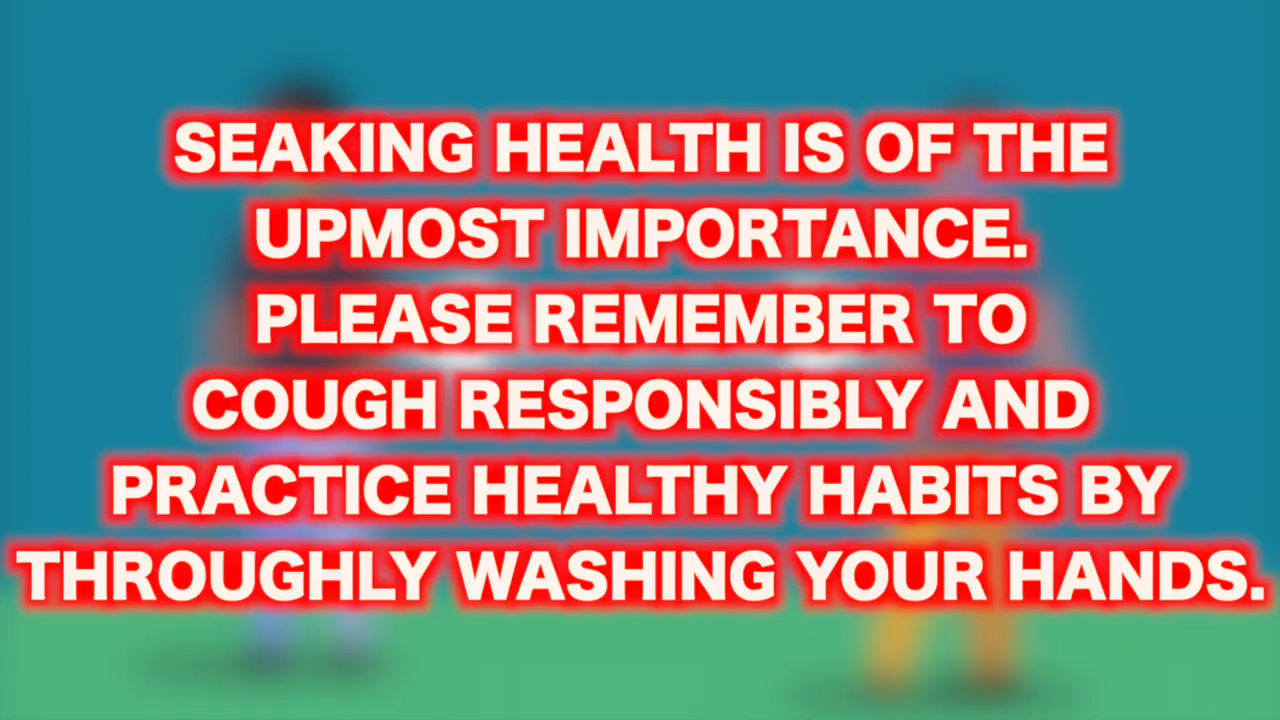 SEAKING HEALTH IS OF THE
UPMOST IMPORTANCE.
PLEASE REMEMBER TO
COUGH RESPONSIBLY AND
PRACTICE HEALTHY HABITS BY
THROUGHLY WASHING YOUR HANDS.